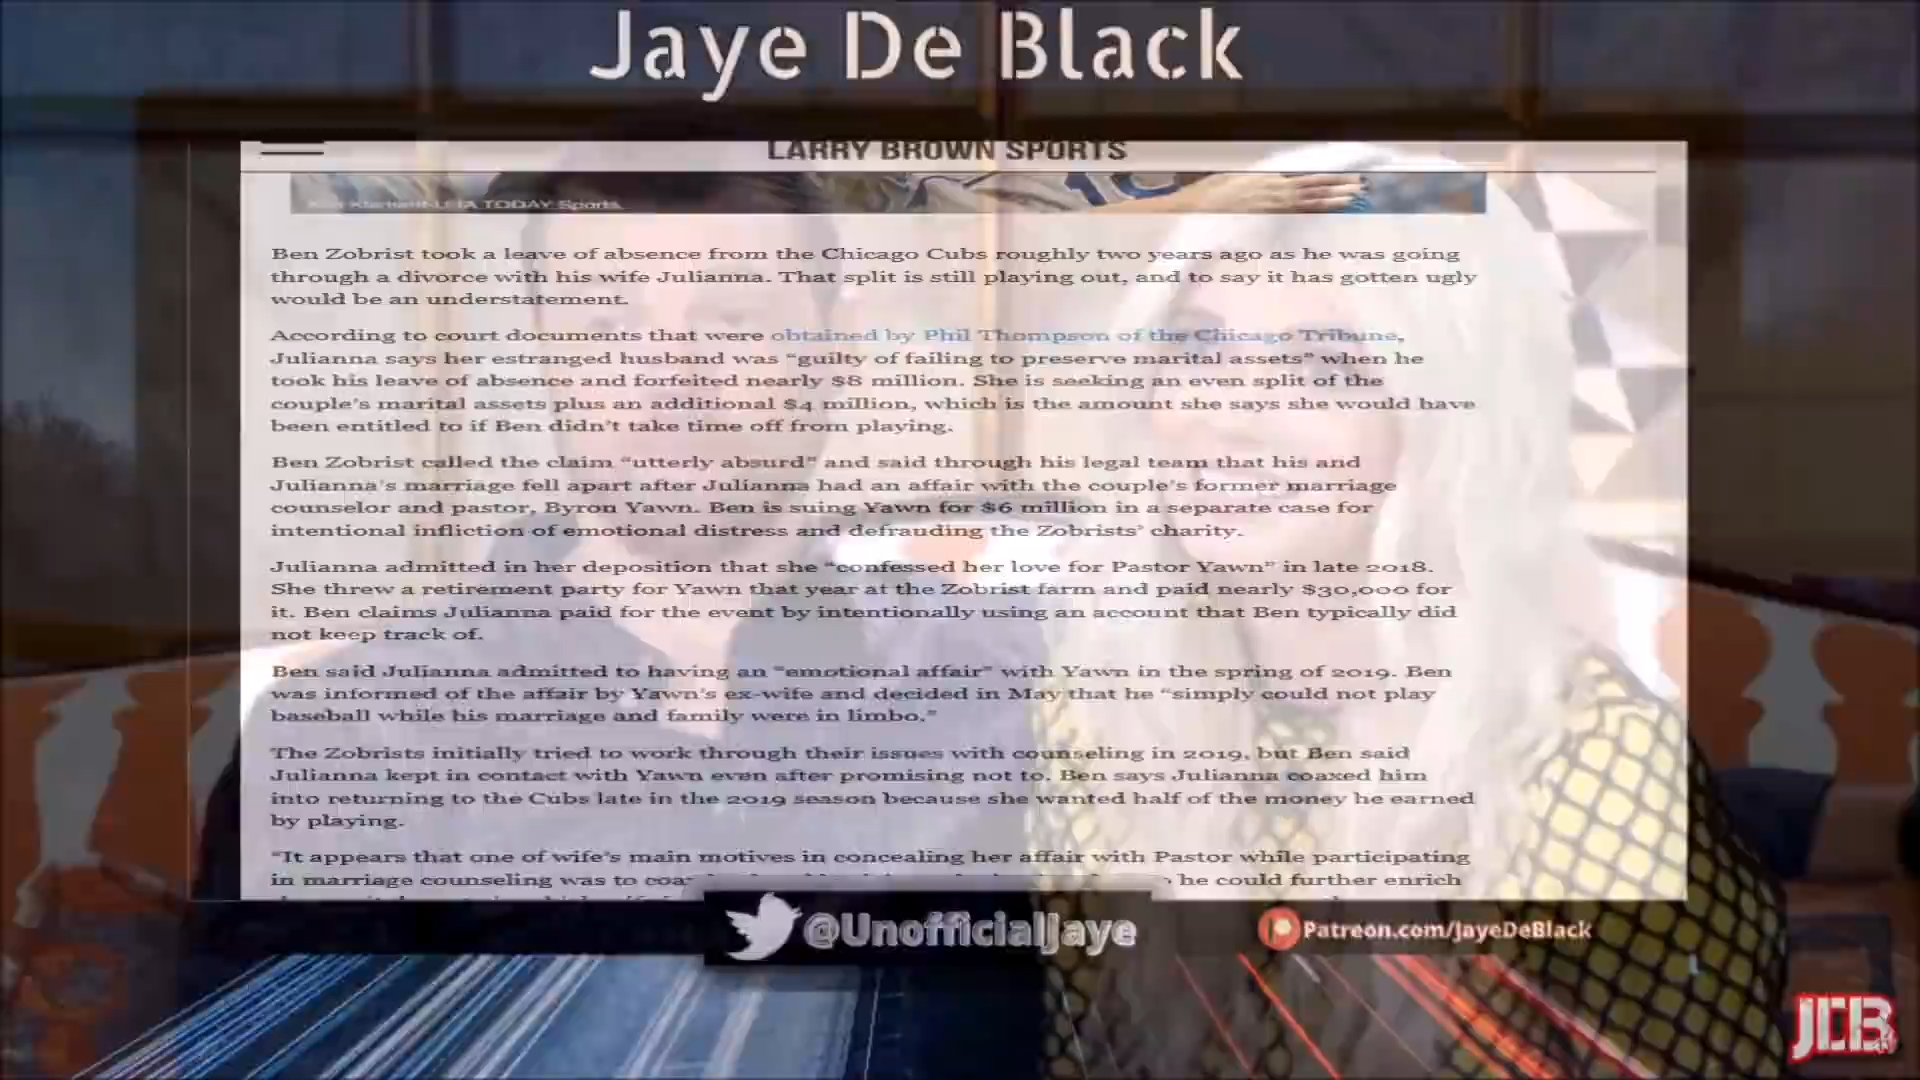 Jaye De Black
LARRY BROWN SPORTS
TODAY Sports
Ben Zobrist took a leave of absence from the Chicago Cubs roughly two years ago as he was going
through a divorce with his wife Julianna. That split is still playing out, and to say it has gotten ugly
would be an understatement.
According to court documents that were obtained by Phil Thompson of the Chicago Tribune,
Julianna says her estranged husband was “guilty of failing to preserve marital assets” when he
took his leave of absence and forfeited nearly $8 million. She is seeking an even split of the
couple’s marital assets plus an additional $4 million, which is the amount she says she would have
been entitled to if Ben didn’t take time off from playing.
Ben Zobrist called the claim “utterly absurd” and said through his legal team that his and
Julianna’s marriage fell apart after Julianna had an affair with the couple’s former marriage
counselor and pastor, Byron Yawn. Ben is suing Yawn for $6 million in a separate case for
intentional infliction of emotional distress and defrauding the Zobrists’ charity.
Julianna admitted in her deposition that she “confessed her love for Pastor Yawn” in late 2018.
She threw a retirement party for Yawn that year at the Zobrist farm and paid nearly $30,000 for
it. Ben claims Julianna paid for the event by intentionally using an account that Ben typically did
not keep track of.
Ben said Julianna admitted to having an “emotional affair” with Yawn in the spring of 2019. Ben
was informed of the affair by Yawn’s ex-wife and decided in May that he “simply could not play
baseball while his marriage and family were in limbo.”
The Zobrists initially tried to work through their issues with counseling in 2019, but Ben said
Julianna kept in contact with Yawn even after promising not to. Ben says Julianna coaxed him
into returning to the Cubs late in the 2019 season because she wanted half of the money he earned
by playing.
“It appears that one of wife’s main motives in concealing her affair with Pastor while participating
in marriage counseling was to he could further enrich
@UnofficialJaye
Patreon.com/JayeDeBlack
JDB